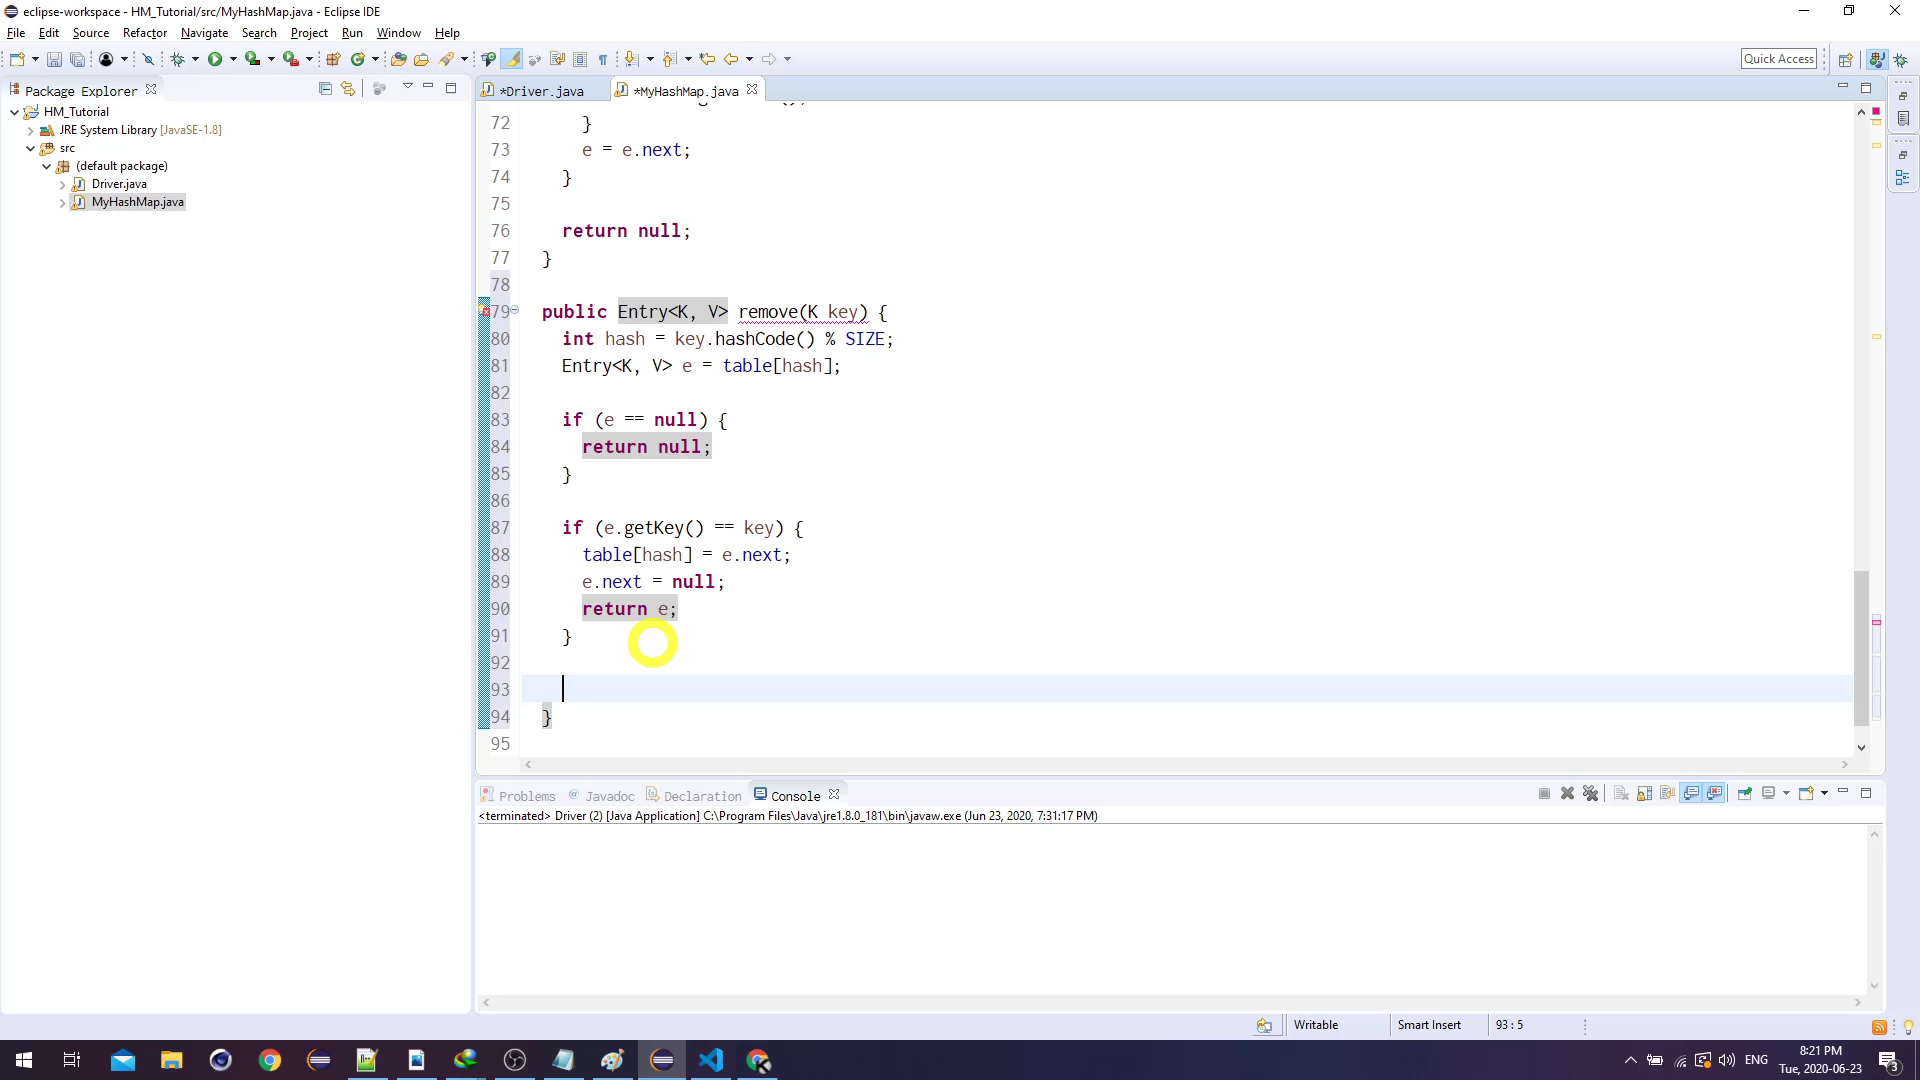 eclipse-workspace - HM_Tutorial/src/MyHashMap.java - Eclipse IDE
File Edit Source Refactor Navigate Search Project Run Window Help
Quick Access
Package Explorer
HM_Tutorial
JRE System Library [JavaSE-1.8]
src
(default package)
Driver.java
MyHashMap.java
*Driver.java *MyHashMap.java
72 }
73 e = e.next;
74 }
75
76 return null;
77 }
78
79 public Entry<K, V> remove(K key) {
80 int hash = key.hashCode() % SIZE;
81 Entry<K, V> e = table[hash];
82
83 if (e == null) {
84 return null;
85 }
86
87 if (e.getKey() == key) {
88 table[hash] = e.next;
89 e.next = null;
90 return e;
91 }
92
93
94 }
95
Problems @ Javadoc Declaration Console
<terminated> Driver (2) [Java Application] C:\Program Files\Java\jre1.8.0_181\bin\javaw.exe (Jun 23, 2020, 7:31:17 PM)
Writable Smart Insert 93 : 5
ENG
8:21 PM
Tue, 2020-06-23
3